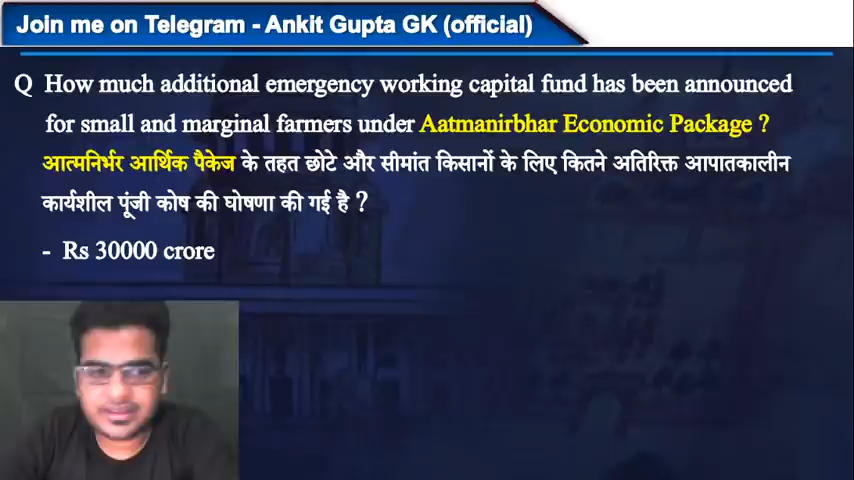 Join me on Telegram - Ankit Gupta GK (official)
Q How much additional emergency working capital fund has been announced
for small and marginal farmers under Aatmanirbhar Economic Package ?
आत्मनिर्भर आर्थिक पैकेज के तहत छोटे और सीमांत किसानों के लिए कितने अतिरिक्त आपातकालीन
कार्यशील पूंजी कोष की घोषणा की गई है ?
- Rs 30000 crore